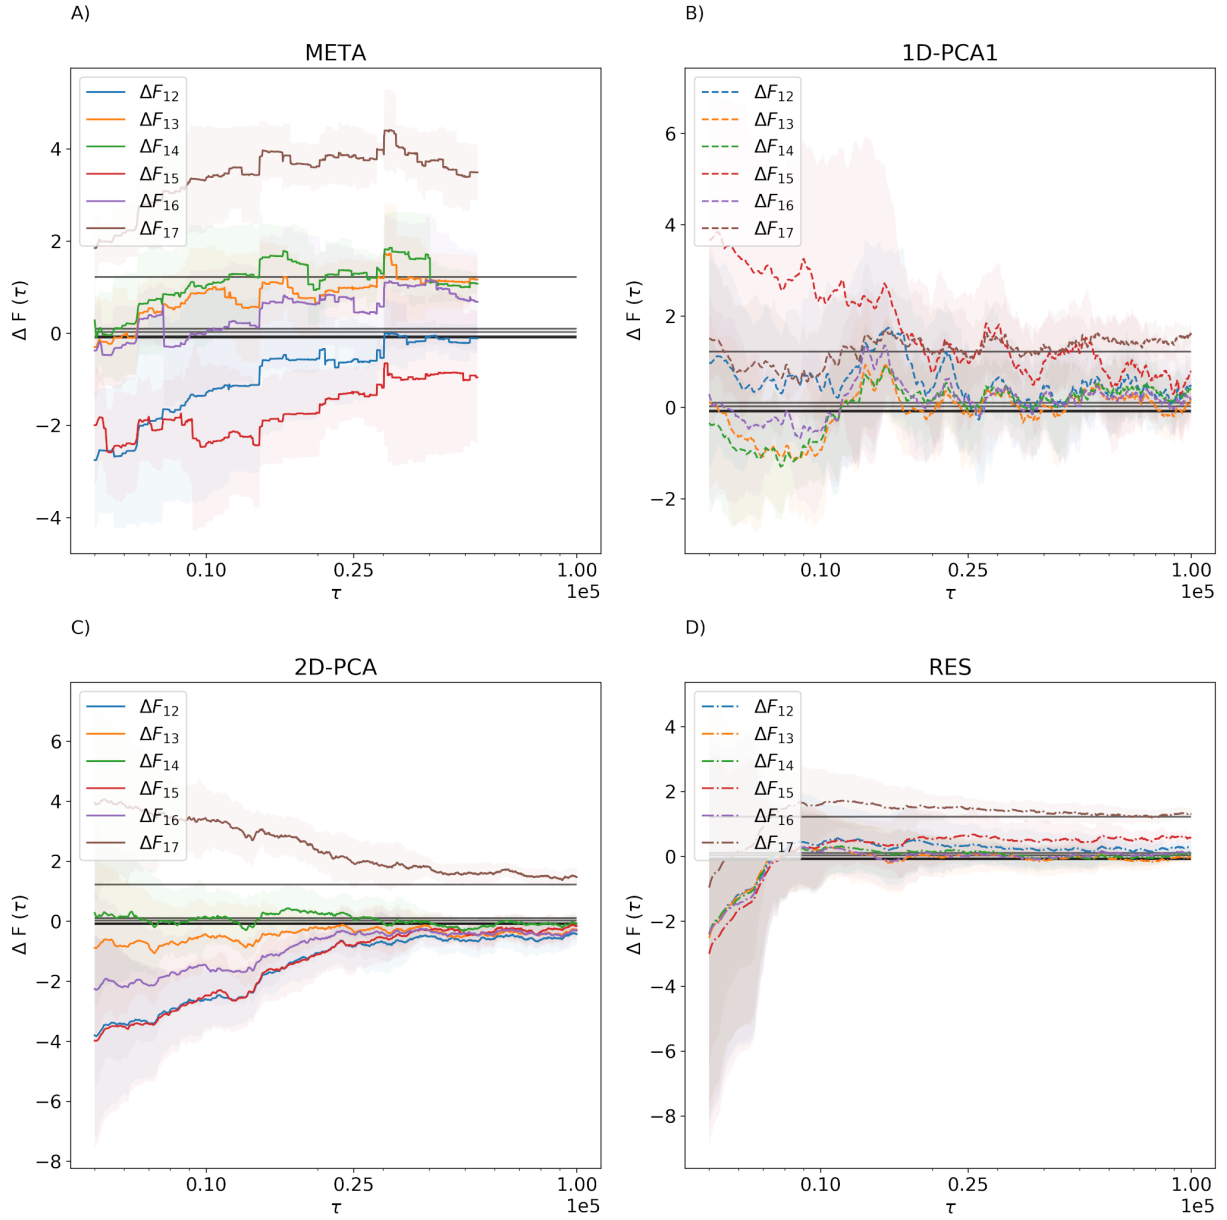 A)
META
ΔF₁₂
ΔF₁₃
ΔF₁₄
ΔF₁₅
ΔF₁₆
ΔF₁₇
4
2
0
−2
−4
Δ F (τ)
0.10
0.25
1.00
τ
1e5
B)
1D-PCA1
ΔF₁₂
ΔF₁₃
ΔF₁₄
ΔF₁₅
ΔF₁₆
ΔF₁₇
6
4
2
0
−2
Δ F (τ)
0.10
0.25
1.00
τ
1e5
C)
2D-PCA
ΔF₁₂
ΔF₁₃
ΔF₁₄
ΔF₁₅
ΔF₁₆
ΔF₁₇
6
4
2
0
−2
−4
−6
−8
Δ F (τ)
0.10
0.25
1.00
τ
1e5
D)
RES
ΔF₁₂
ΔF₁₃
ΔF₁₄
ΔF₁₅
ΔF₁₆
ΔF₁₇
4
2
0
−2
−4
−6
−8
Δ F (τ)
0.10
0.25
1.00
τ
1e5